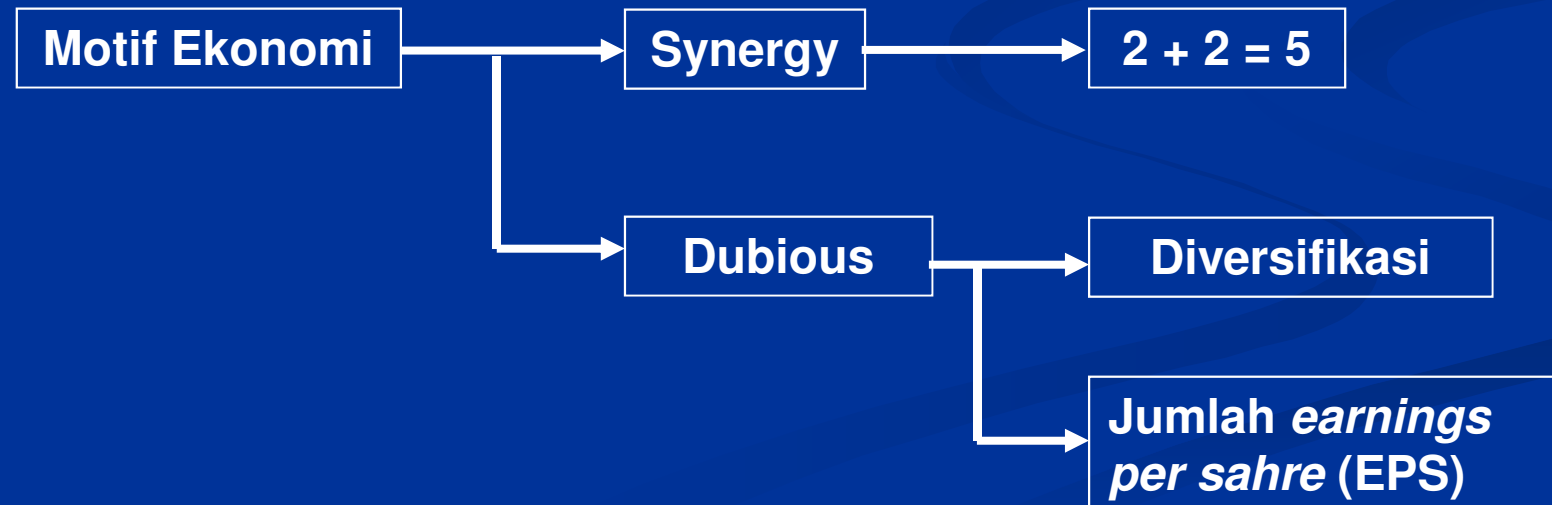 Motif Ekonomi
Synergy
2 + 2 = 5
Dubious
Diversifikasi
Jumlah earnings
per sahre (EPS)